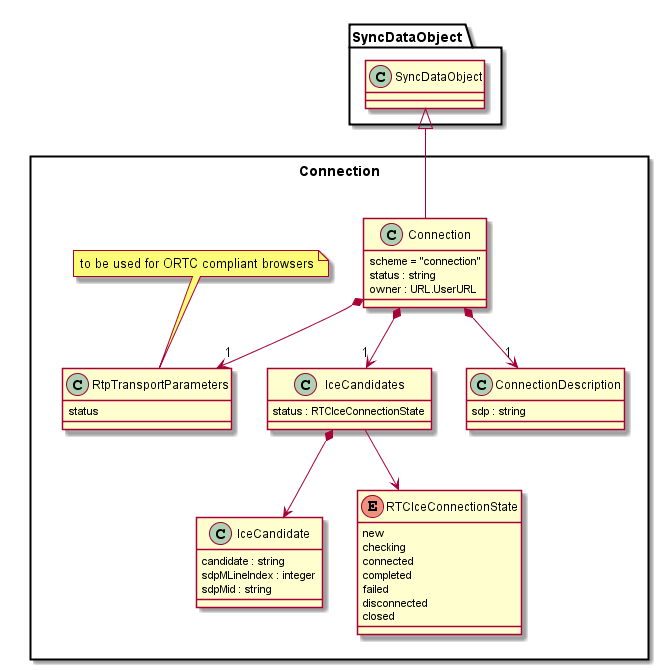 SyncDataObject
C SyncDataObject
Connection
C Connection
scheme = "connection"
status : string
owner : URL.UserURL
to be used for ORTC compliant browsers
1
1
1
C RtpTransportParameters
status
C IceCandidates
status : RTCIceConnectionState
C ConnectionDescription
sdp : string
C IceCandidate
candidate : string
sdpMLineIndex : integer
sdpMid : string
E RTCIceConnectionState
new
checking
connected
completed
failed
disconnected
closed